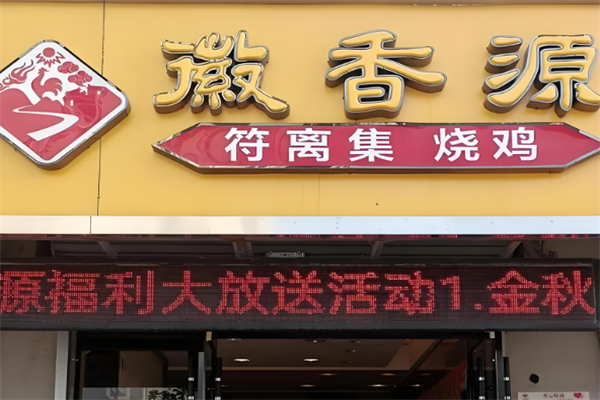 徽香源
符离集 烧鸡
源福利大放送活动1.金秋